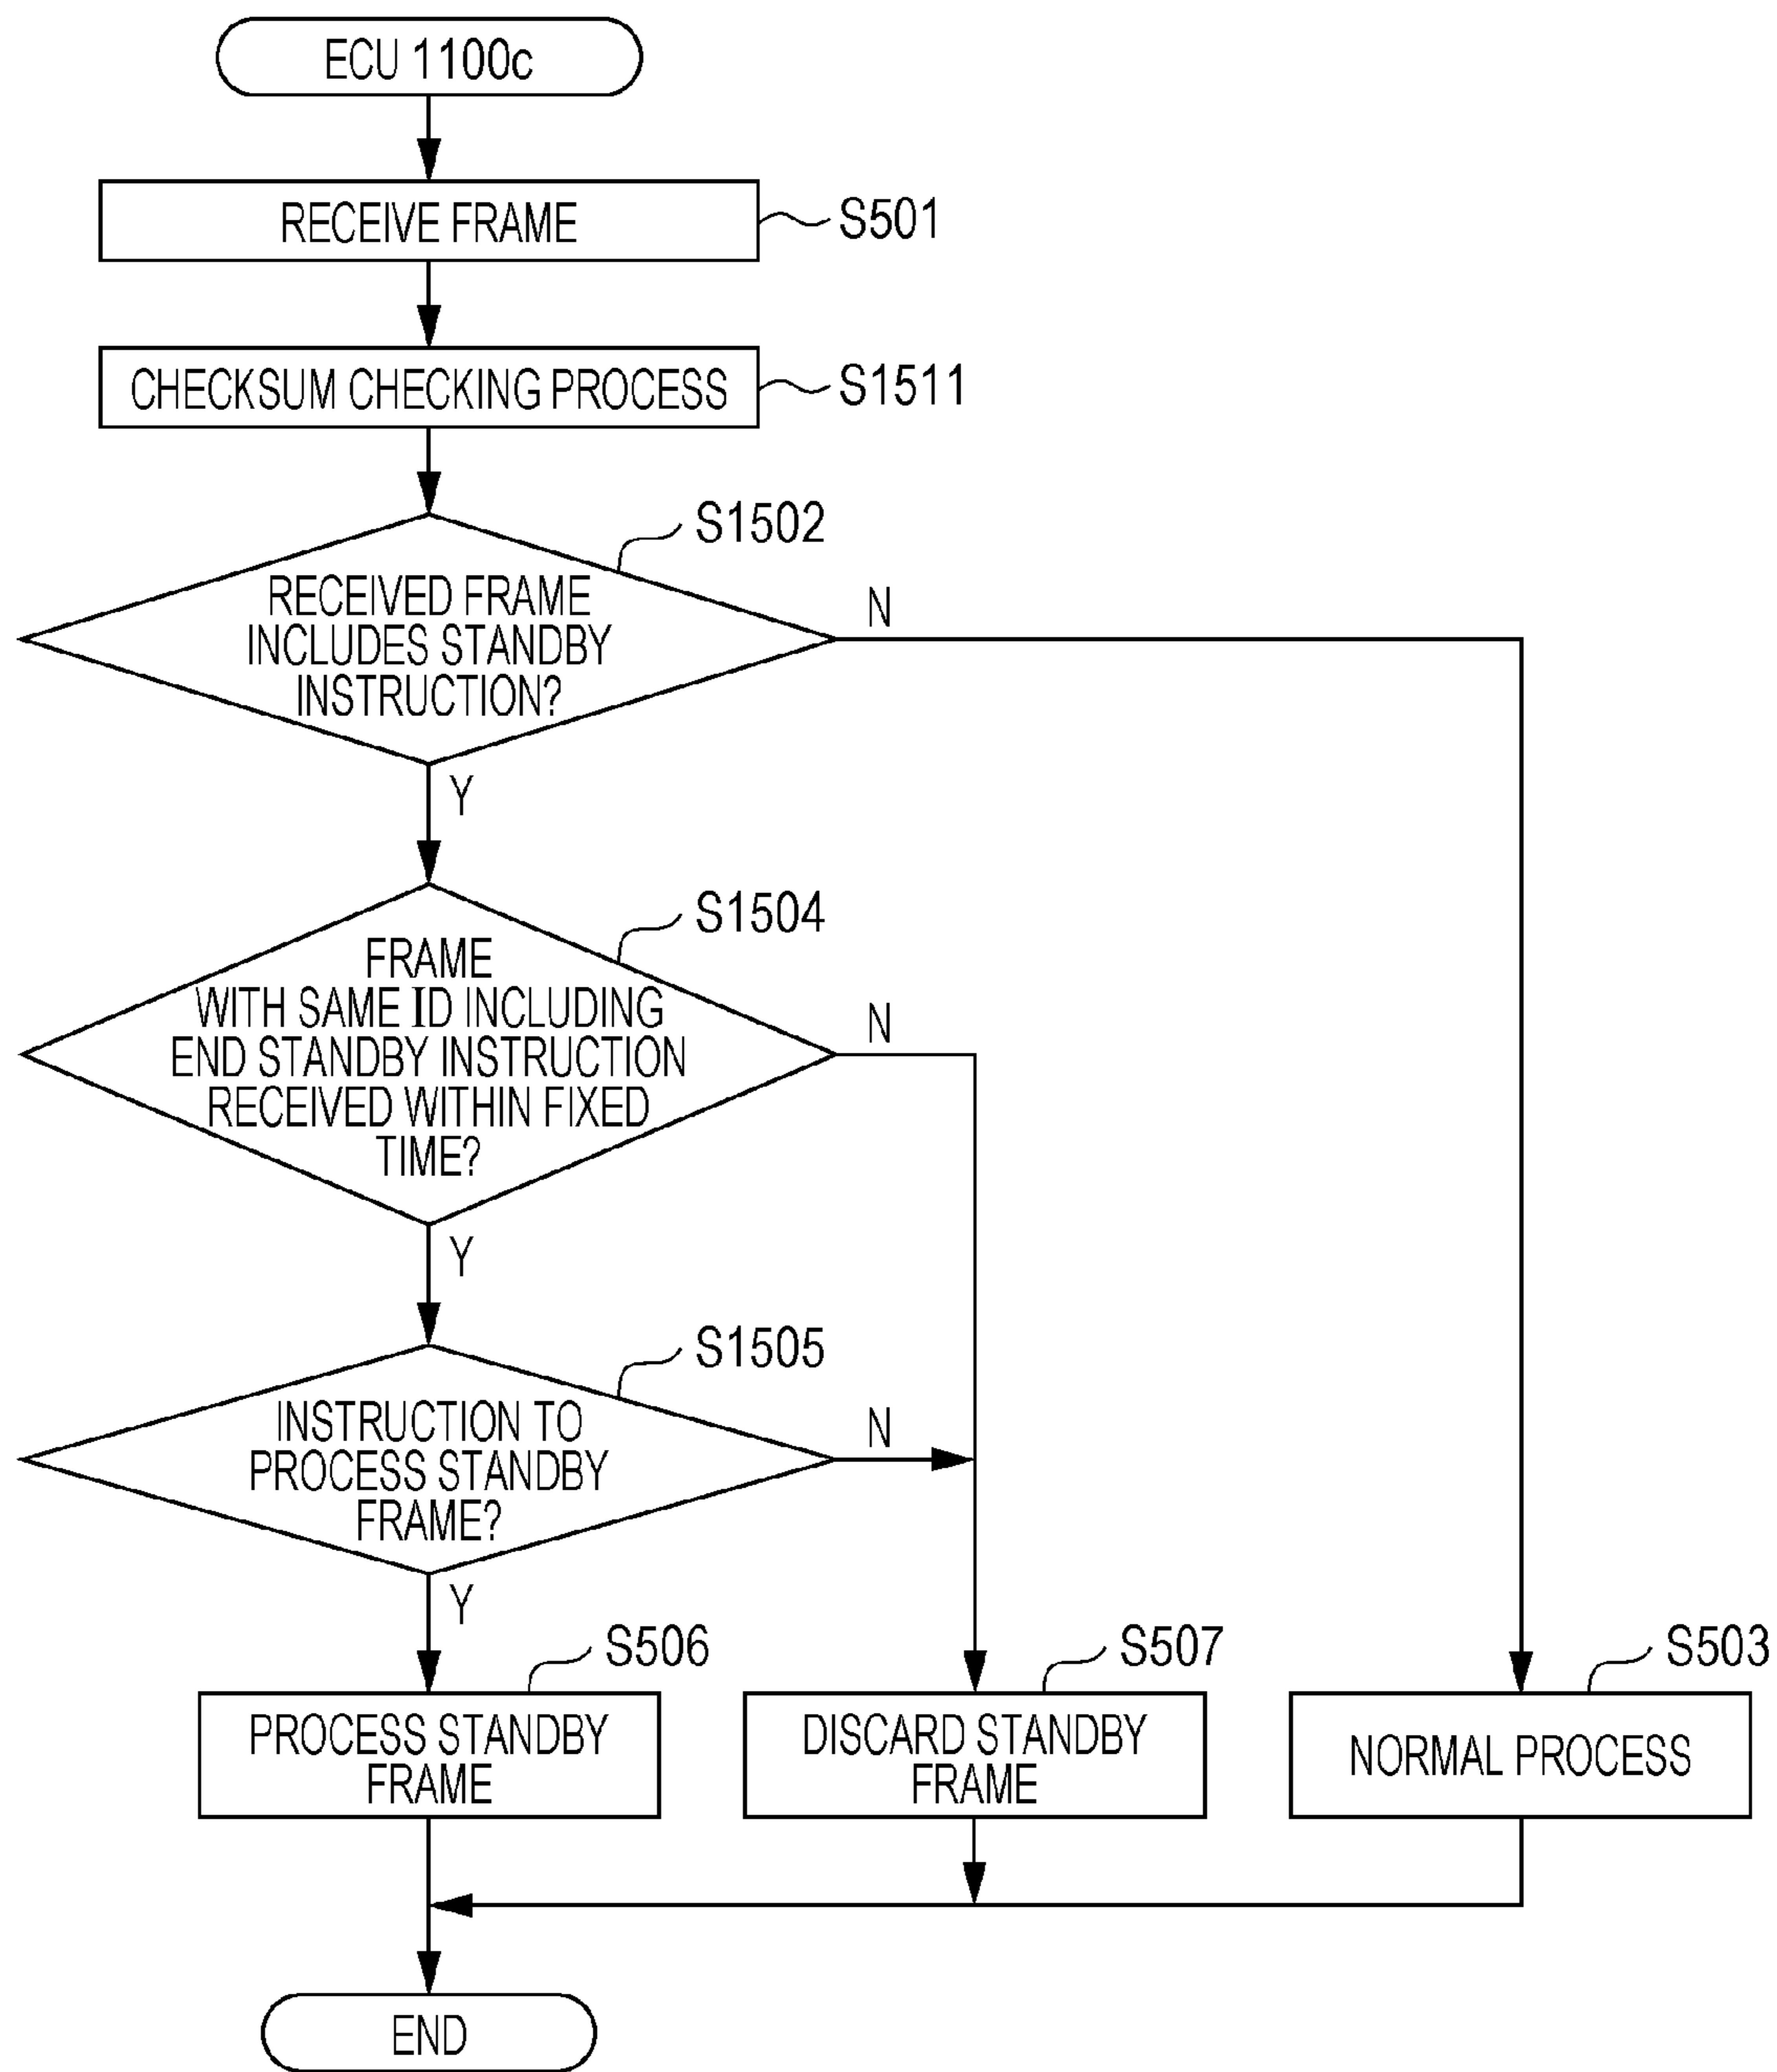 ECU 1100c
RECEIVE FRAME
S501
CHECKSUM CHECKING PROCESS
S1511
S1502
RECEIVED FRAME
INCLUDES STANDBY
INSTRUCTION?
N
Y
S1504
FRAME
WITH SAME ID INCLUDING
END STANDBY INSTRUCTION
RECEIVED WITHIN FIXED
TIME?
N
Y
S1505
INSTRUCTION TO
PROCESS STANDBY
FRAME?
N
Y
S506
PROCESS STANDBY
FRAME
S507
DISCARD STANDBY
FRAME
S503
NORMAL PROCESS
END